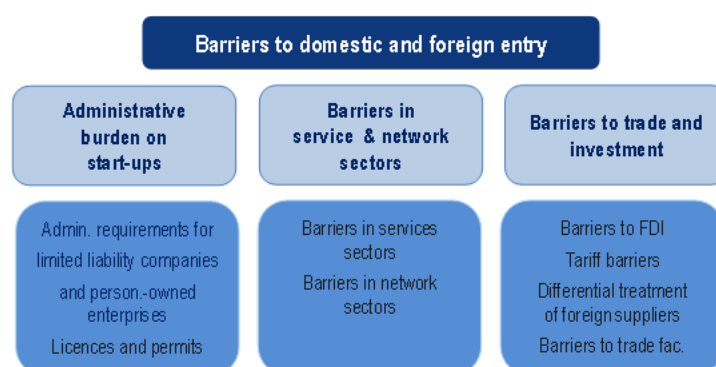 Barriers to domestic and foreign entry
Administrative
burden on
start-ups
Barriers in
service & network
sectors
Barriers to trade and
investment
Admin. requirements for
limited liability companies
and person.-owned
enterprises
Licences and permits
Barriers in services
sectors
Barriers in network
sectors
Barriers to FDI
Tariff barriers
Differential treatment
of foreign suppliers
Barriers to trade fac.